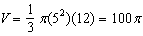 V = 1/3 π(5²)(12) = 100π